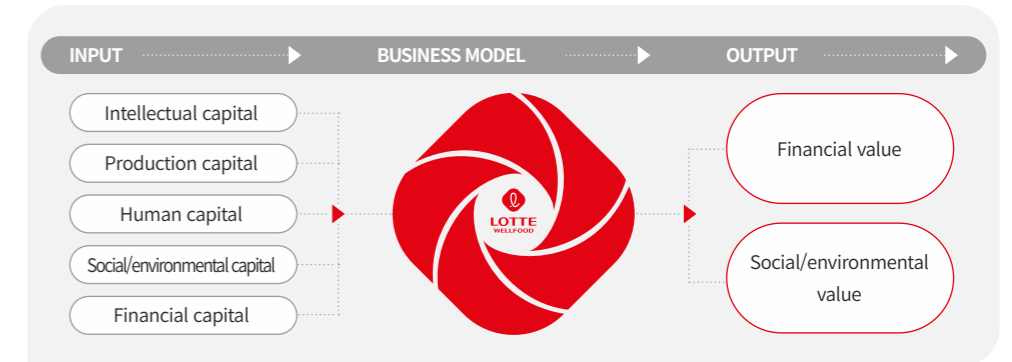 INPUT
BUSINESS MODEL
OUTPUT
Intellectual capital
Production capital
Human capital
Social/environmental capital
Financial capital
LOTTE
WELLFOOD
Financial value
Social/environmental
value